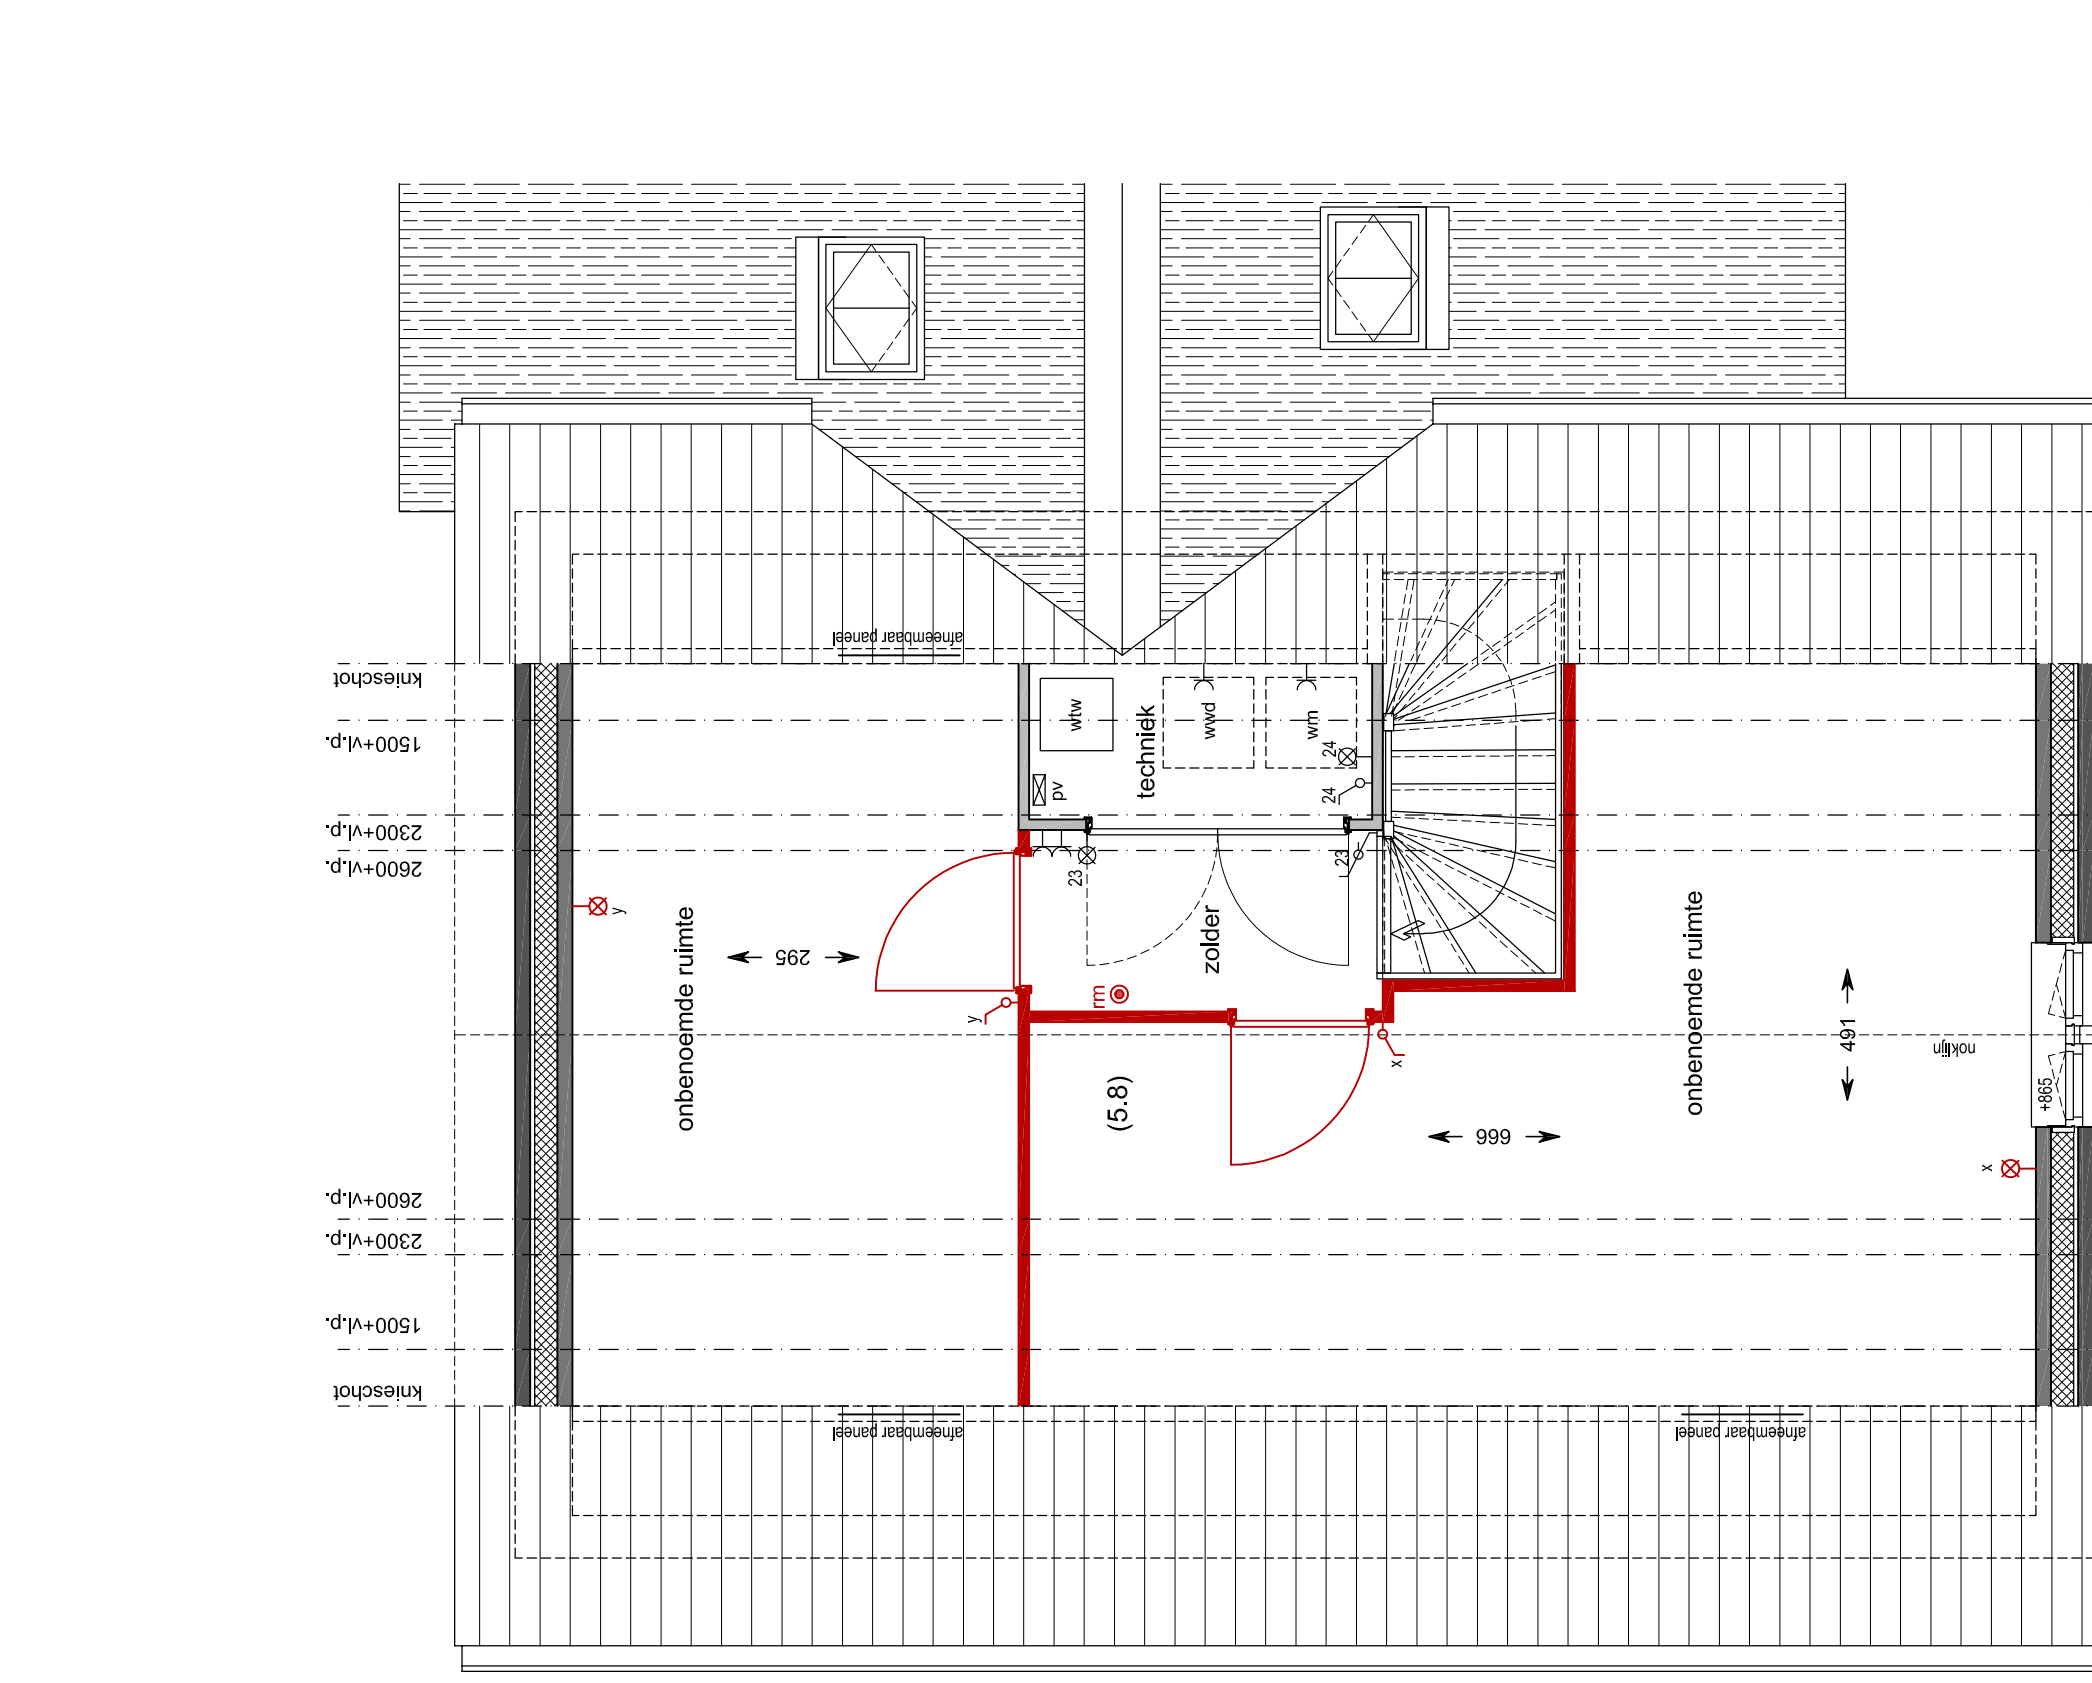 afneembaar paneel
knieschot
1500+vl.p.
2300+vl.p.
2600+vl.p.
wtw
wwd
wm
techniek
pv
24
24
23
23
y
onbenoemde ruimte
295
zolder
rm
y
(5.8)
x
onbenoemde ruimte
491
noklijn
+865
666
x
2600+vl.p.
2300+vl.p.
1500+vl.p.
knieschot
afneembaar paneel
afneembaar paneel